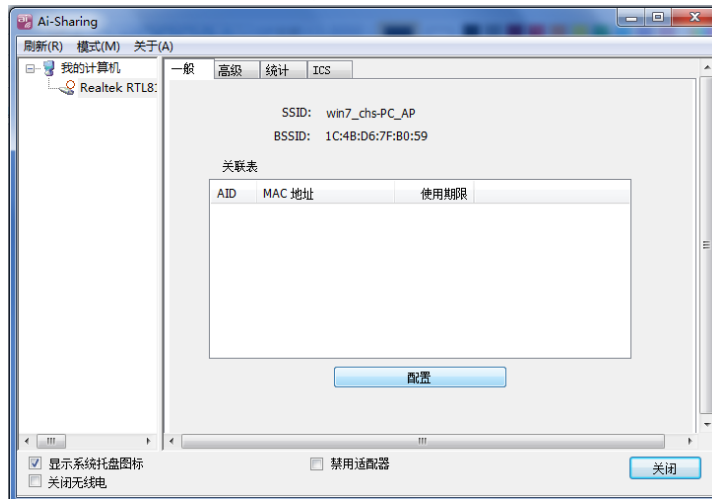 Ai-Sharing
刷新(R) 模式(M) 关于(A)
我的计算机
Realtek RTL81
一般 高级 统计 ICS
SSID: win7_chs-PC_AP
BSSID: 1C:4B:D6:7F:B0:59
关联表
AID MAC 地址 使用期限
配置
显示系统托盘图标 禁用适配器 关闭
关闭无线电